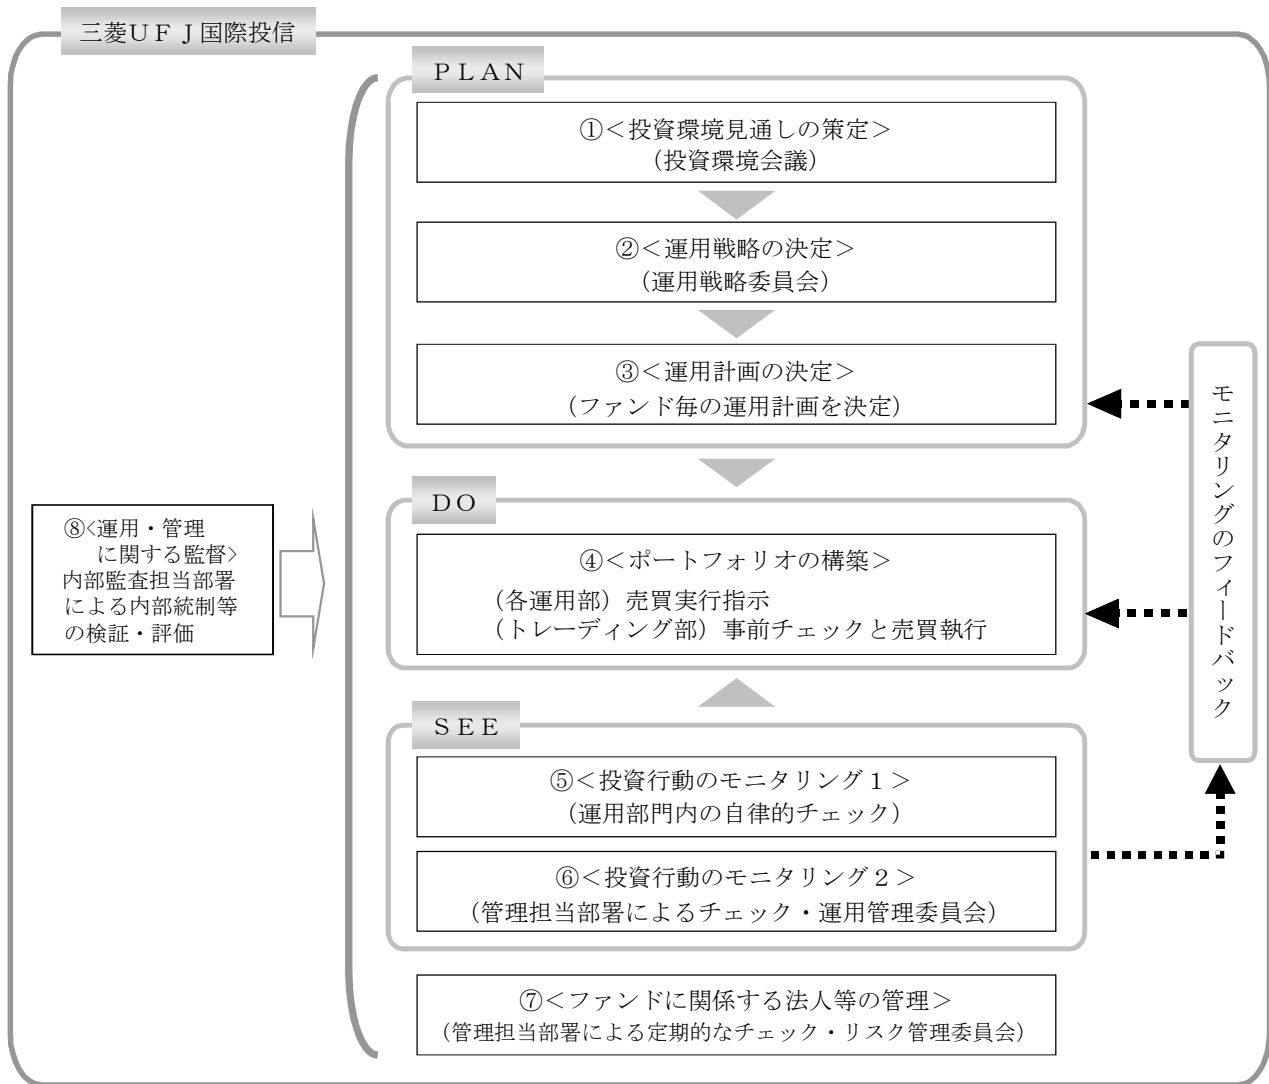 三菱ＵＦＪ国際投信
ＰＬＡＮ
①＜投資環境見通しの策定＞
（投資環境会議）
②＜運用戦略の決定＞
（運用戦略委員会）
③＜運用計画の決定＞
（ファンド毎の運用計画を決定）
ＤＯ
④＜ポートフォリオの構築＞
（各運用部）売買実行指示
（トレーディング部）事前チェックと売買執行
ＳＥＥ
⑤＜投資行動のモニタリング１＞
（運用部門内の自律的チェック）
⑥＜投資行動のモニタリング２＞
（管理担当部署によるチェック・運用管理委員会）
⑦＜ファンドに関係する法人等の管理＞
（管理担当部署による定期的なチェック・リスク管理委員会）
⑧<運用・管理
に関する監督>
内部監査担当部署
による内部統制等
の検証・評価
モニタリングのフィードバック